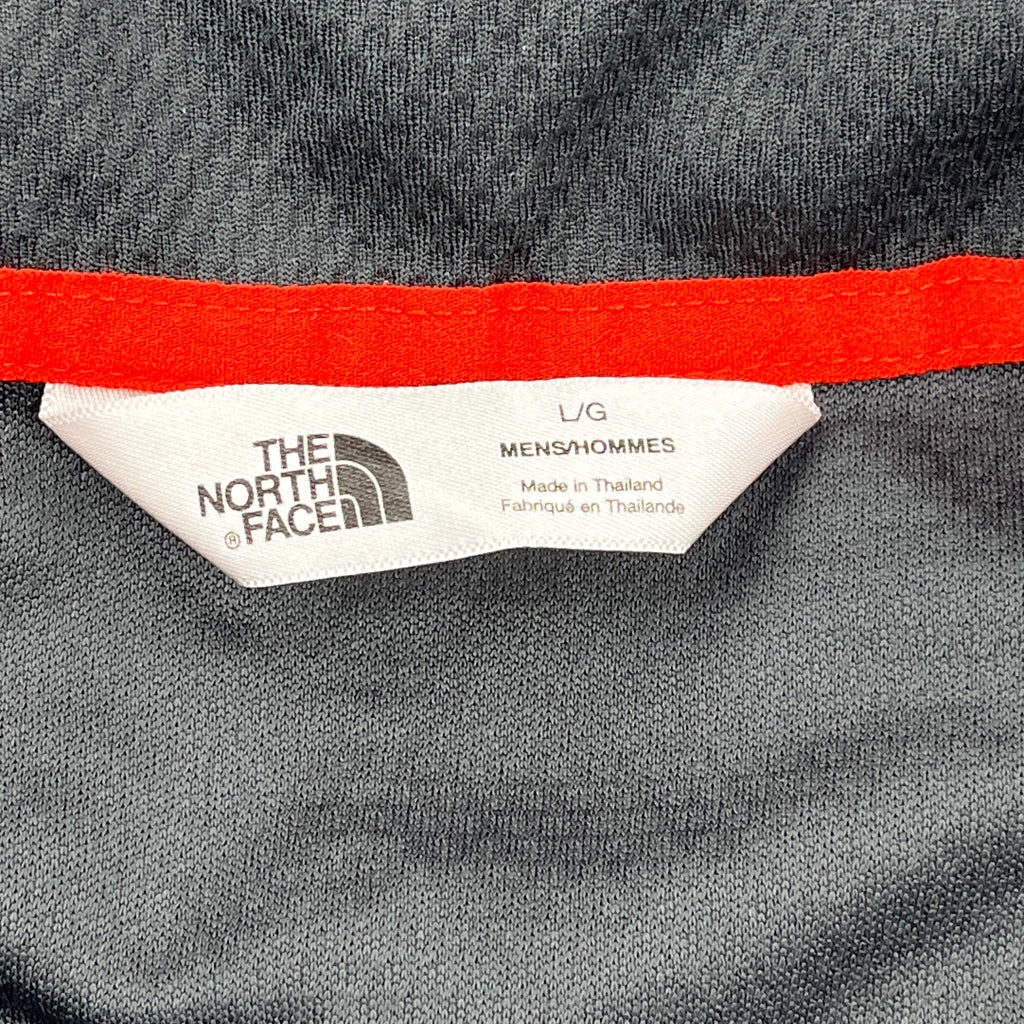 THE
NORTH
FACE
®
L/G
MENS/HOMMES
Made in Thailand
Fabriqué en Thailande